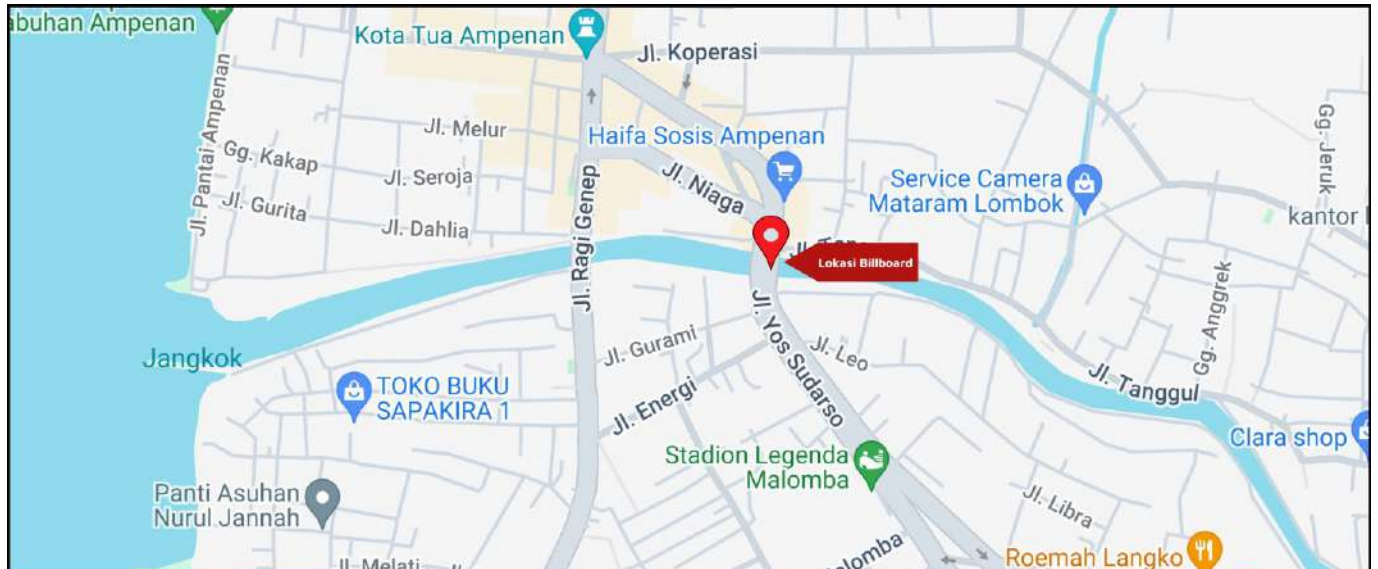 abuhan Ampenan
Kota Tua Ampenan
Jl. Koperasi
Jl. Pantai Ampenan
Jl. Melur
Haifa Sosis Ampenan
Gg. Jeruk
Gg. Kakap
Jl. Seroja
Jl. Niaga
Service Camera
Mataram Lombok
Jl. Gurita
Jl. Dahlia
Jl. Ragi Genep
kantor
Lokasi Billboard
Jl. Yos Sudarso
Gg. Anggrek
Jangkok
Jl. Gurami
Jl. Leo
TOKO BUKU
SAPAKIRA 1
Jl. Energi
Jl. Tanggul
Clara shop
Stadion Legenda
Malomba
Panti Asuhan
Nurul Jannah
Jl. Libra
Jl. Melati
alomba
Roemah Langko